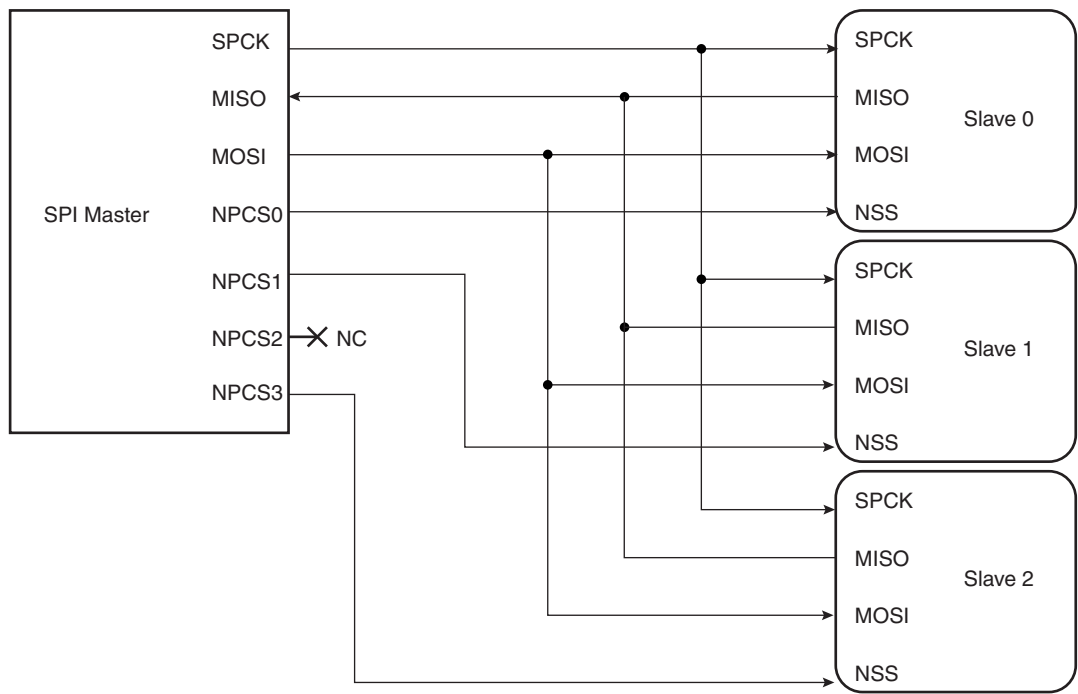 SPI Master
SPCK
MISO
MOSI
NPCS0
NPCS1
NPCS2
NC
NPCS3
SPCK
MISO
Slave 0
MOSI
NSS
SPCK
MISO
Slave 1
MOSI
NSS
SPCK
MISO
Slave 2
MOSI
NSS